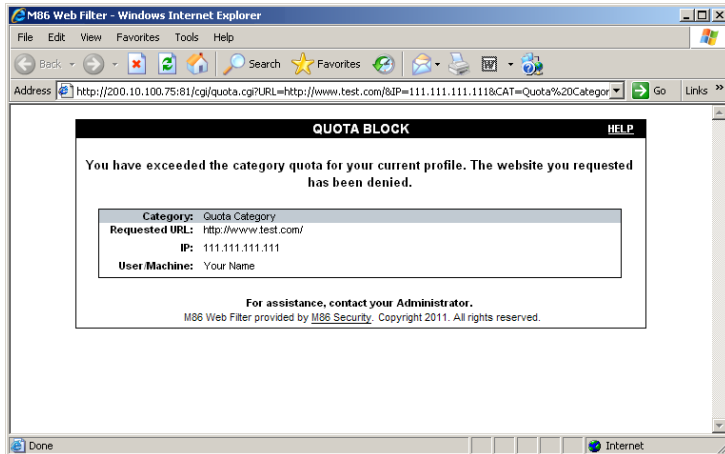 M86 Web Filter - Windows Internet Explorer
File Edit View Favorites Tools Help
Back Search Favorites
Address http://200.10.100.75:81/cgi/quota.cgi?URL=http://www.test.com/&IP=111.111.111.111&CAT=Quota%20Categor Go Links »
QUOTA BLOCK HELP
You have exceeded the category quota for your current profile. The website you requested
has been denied.
Category: Quota Category
Requested URL: http://www.test.com/
IP: 111.111.111.111
User/Machine: Your Name
For assistance, contact your Administrator.
M86 Web Filter provided by M86 Security. Copyright 2011. All rights reserved.
Done Internet